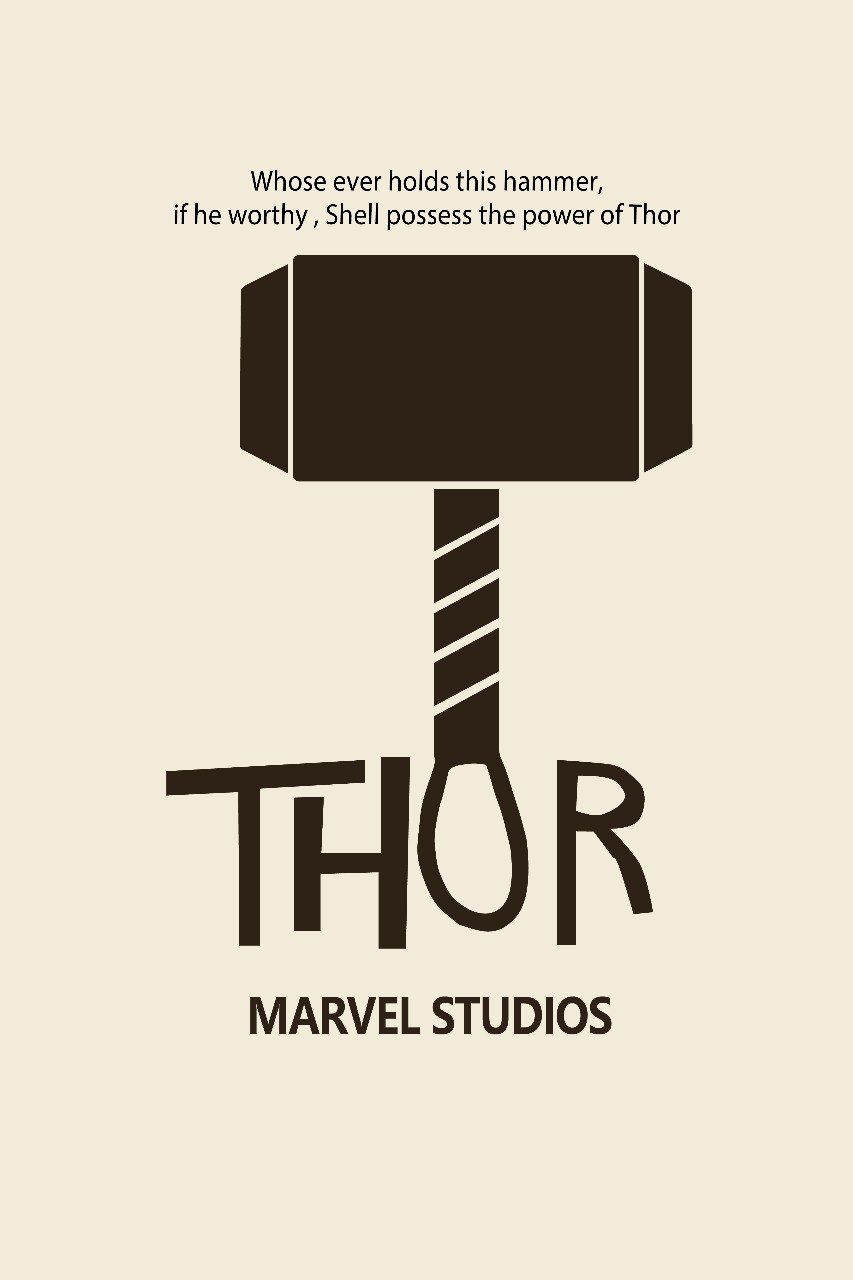 Whose ever holds this hammer,
if he worthy , Shell possess the power of Thor
THOR
MARVEL STUDIOS